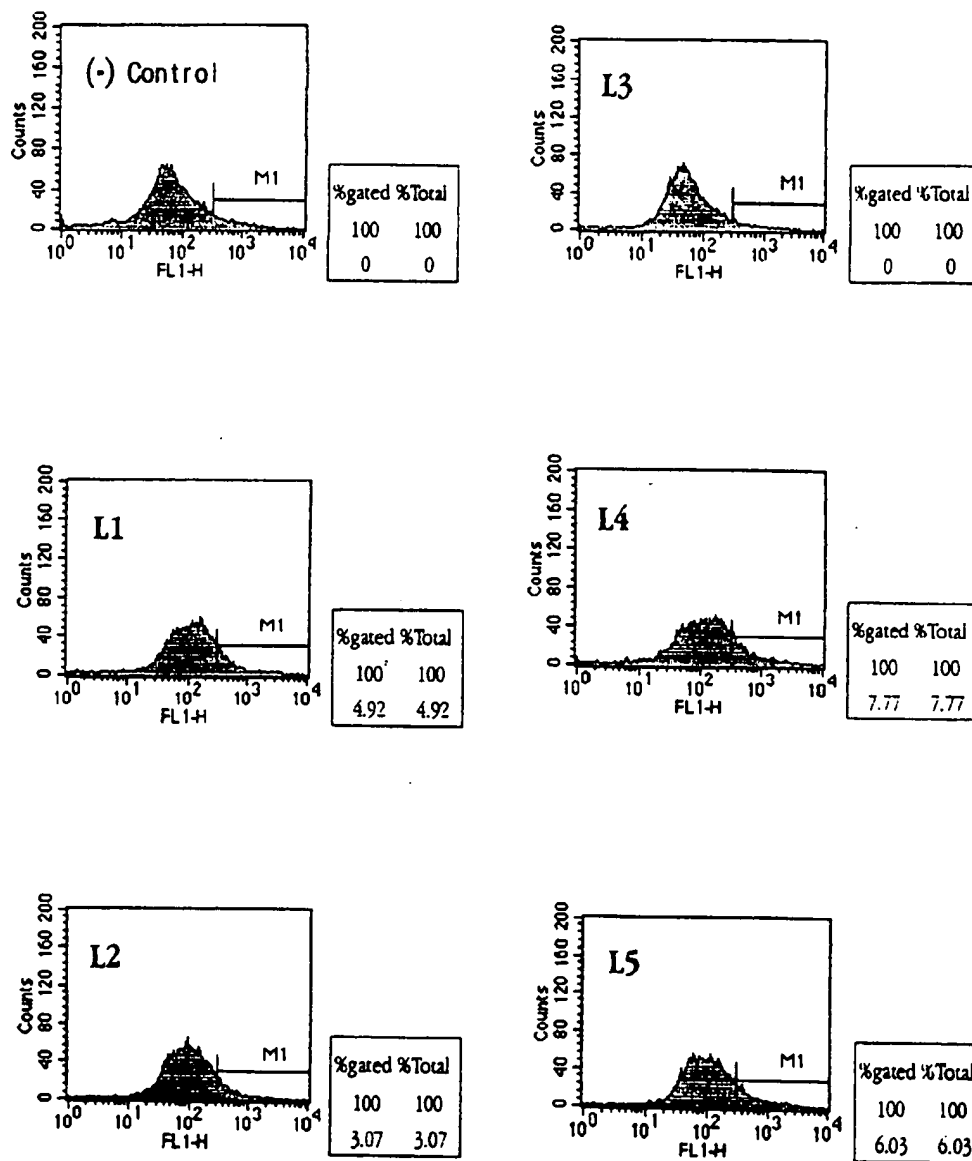 (-) Control
Counts
200
160
120
80
40
0
M1
10^0 10^1 10^2 10^3 10^4
FL1-H
%gated %Total
100 100
0 0
L3
Counts
200
160
120
80
40
0
M1
10^0 10^1 10^2 10^3 10^4
FL1-H
%gated %Total
100 100
0 0
L1
Counts
200
160
120
80
40
0
M1
10^0 10^1 10^2 10^3 10^4
FL1-H
%gated %Total
100 100
4.92 4.92
L4
Counts
200
160
120
80
40
0
M1
10^0 10^1 10^2 10^3 10^4
FL1-H
%gated %Total
100 100
7.77 7.77
L2
Counts
200
160
120
80
40
0
M1
10^0 10^1 10^2 10^3 10^4
FL1-H
%gated %Total
100 100
3.07 3.07
L5
Counts
200
160
120
80
40
0
M1
10^0 10^1 10^2 10^3 10^4
FL1-H
%gated %Total
100 100
6.03 6.03